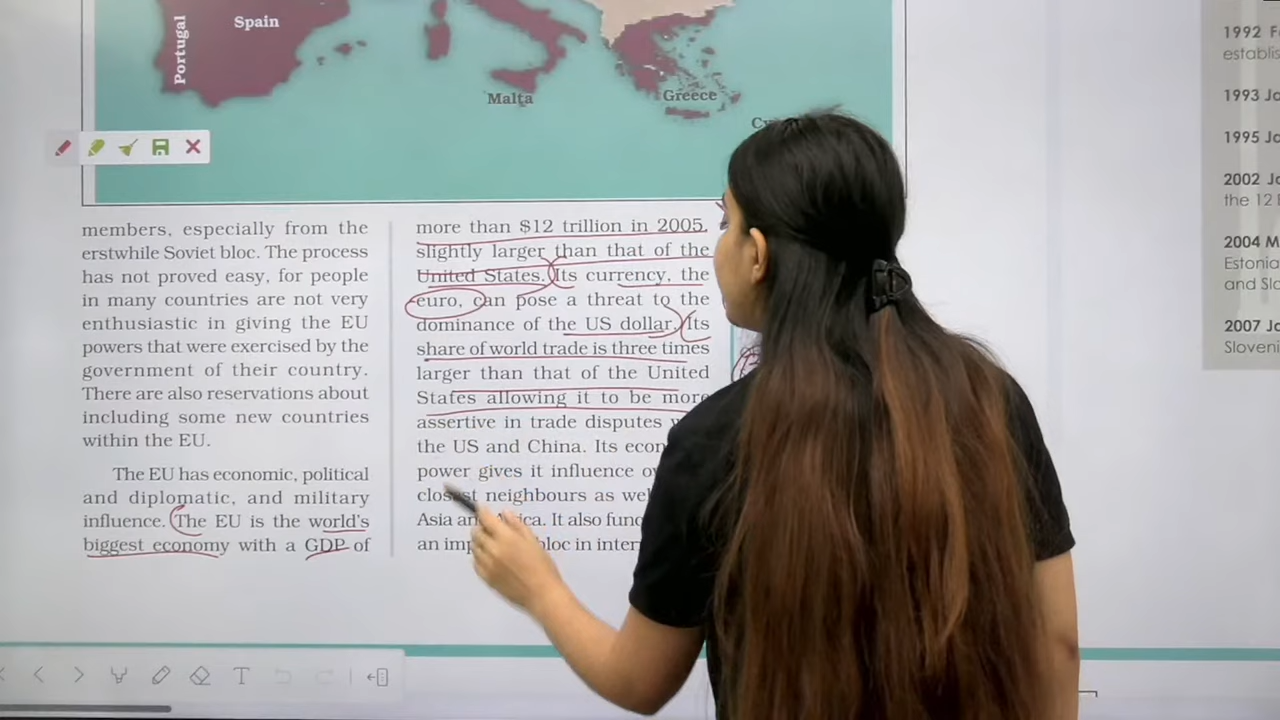 Portugal
Spain
Malta
Greece
members, especially from the
erstwhile Soviet bloc. The process
has not proved easy, for people
in many countries are not very
enthusiastic in giving the EU
powers that were exercised by the
government of their country.
There are also reservations about
including some new countries
within the EU.
The EU has economic, political
and diplomatic, and military
influence. The EU is the world's
biggest economy with a GDP of
more than $12 trillion in 2005,
slightly larger than that of the
United States. Its currency, the
euro, can pose a threat to the
dominance of the US dollar. Its
share of world trade is three times
larger than that of the United
States allowing it to be more
assertive in trade disputes
the US and China. Its
power gives it influence
closest neighbours as
Asia and Africa. It also
an bloc in
1992
establis
1993
1995
2002
the 12
2004
Estonia
and
2007
Sloveni
T